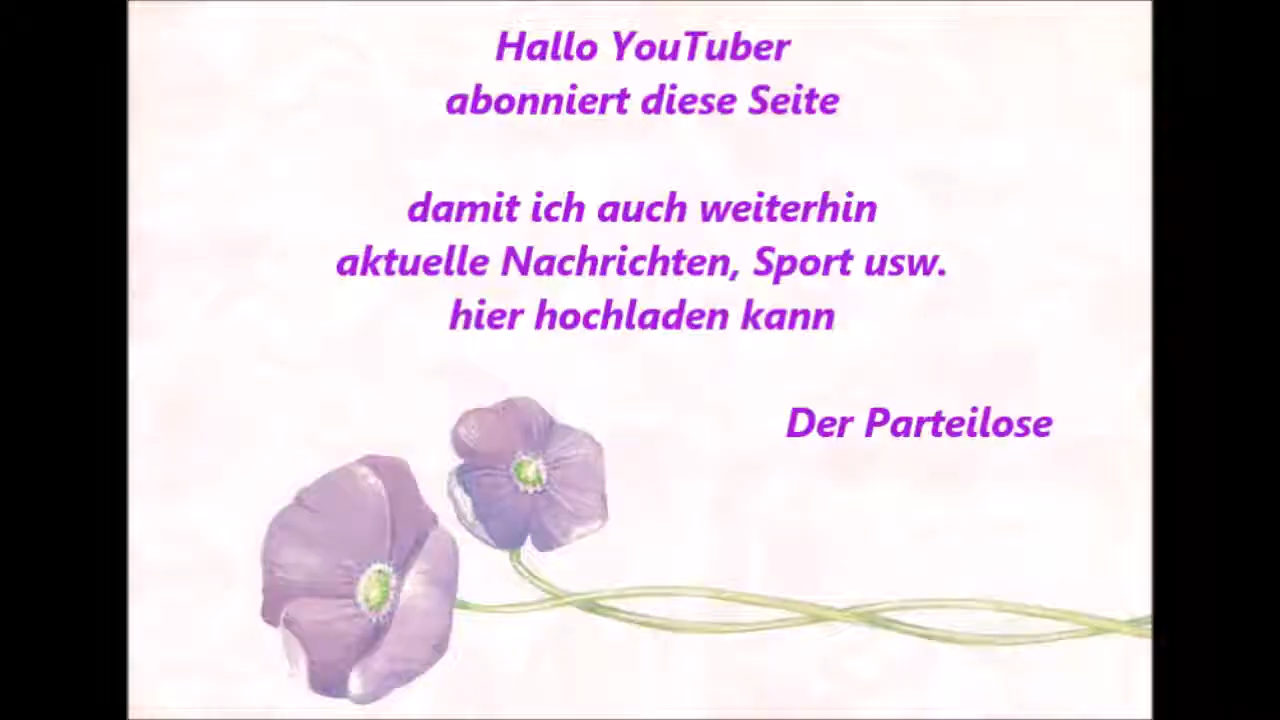 Hallo YouTuber
abonniert diese Seite
damit ich auch weiterhin
aktuelle Nachrichten, Sport usw.
hier hochladen kann
Der Parteilose